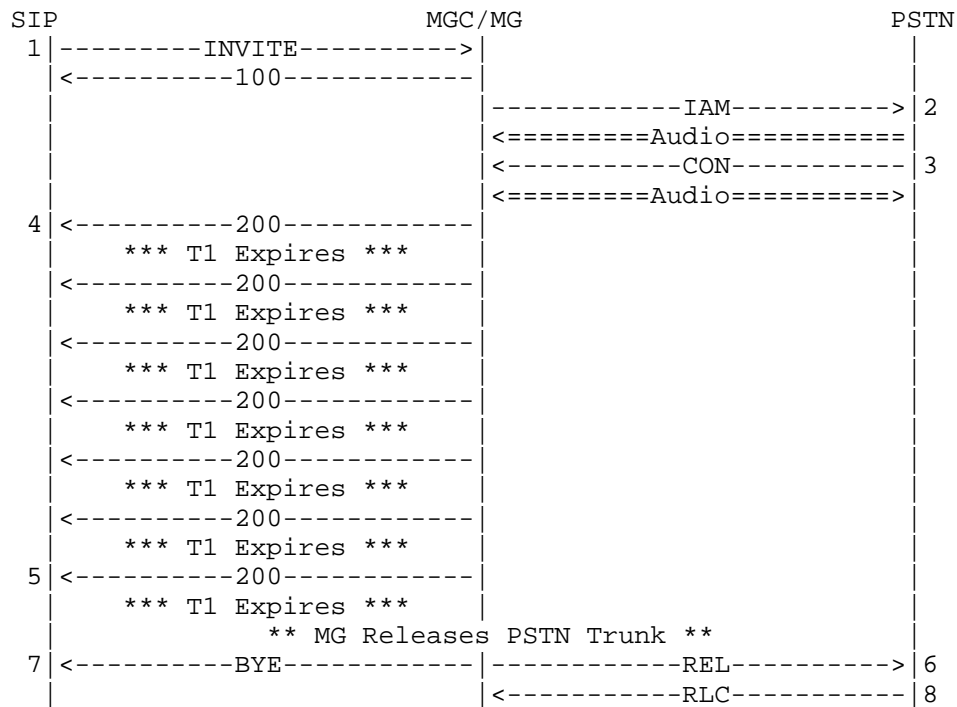 SIP                       MGC/MG                       PSTN
 1|---------INVITE---------->|                          |
  |<----------100------------|                          |
  |                          |------------IAM---------->|2
  |                          |<=========Audio===========|
  |                          |<-----------CON-----------|3
  |                          |<=========Audio==========>|
 4|<----------200------------|                          |
  |    *** T1 Expires ***    |                          |
  |<----------200------------|                          |
  |    *** T1 Expires ***    |                          |
  |<----------200------------|                          |
  |    *** T1 Expires ***    |                          |
  |<----------200------------|                          |
  |    *** T1 Expires ***    |                          |
  |<----------200------------|                          |
  |    *** T1 Expires ***    |                          |
  |<----------200------------|                          |
  |    *** T1 Expires ***    |                          |
 5|<----------200------------|                          |
  |    *** T1 Expires ***    |                          |
  |             ** MG Releases PSTN Trunk **            |
 7|<----------BYE------------|------------REL---------->|6
  |                          |<-----------RLC-----------|8